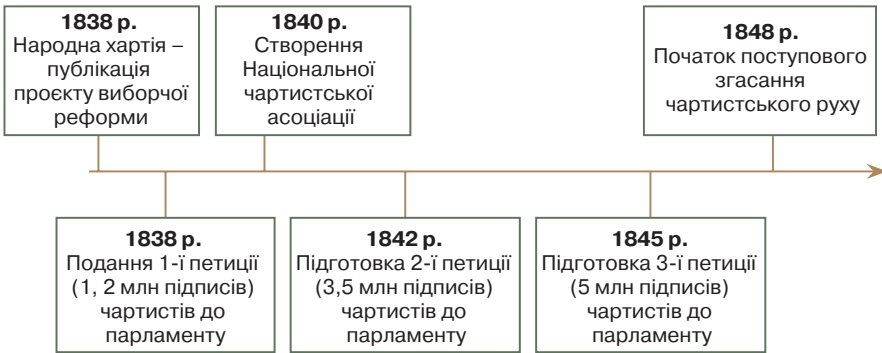 1838 р.
Народна хартія –
публікація
проєкту виборчої
реформи
1840 р.
Створення
Національної
чартистської
асоціації
1848 р.
Початок поступового
згасання
чартистського руху
1838 р.
Подання 1-ї петиції
(1, 2 млн підписів)
чартистів до
парламенту
1842 р.
Підготовка 2-ї петиції
(3,5 млн підписів)
чартистів до
парламенту
1845 р.
Підготовка 3-ї петиції
(5 млн підписів)
чартистів до
парламенту